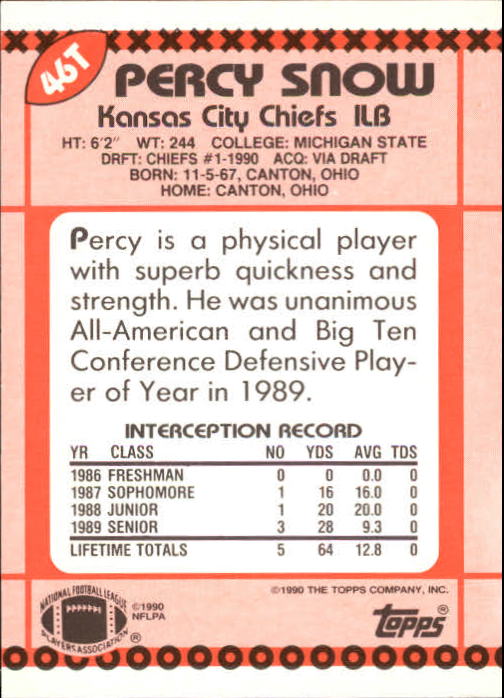 46T
PERCY SNOW
Kansas City Chiefs ILB
HT: 6'2" WT: 244 COLLEGE: MICHIGAN STATE
DRFT: CHIEFS #1-1990 ACQ: VIA DRAFT
BORN: 11-5-67, CANTON, OHIO
HOME: CANTON, OHIO
Percy is a physical player
with superb quickness and
strength. He was unanimous
All-American and Big Ten
Conference Defensive Play-
er of Year in 1989.
INTERCEPTION RECORD
YR CLASS NO YDS AVG TDS
1986 FRESHMAN 0 0 0.0 0
1987 SOPHOMORE 1 16 16.0 0
1988 JUNIOR 1 20 20.0 0
1989 SENIOR 3 28 9.3 0
LIFETIME TOTALS 5 64 12.8 0
©1990 THE TOPPS COMPANY, INC.
NATIONAL FOOTBALL LEAGUE
PLAYERS ASSOCIATION
®
©1990
NFLPA
Topps®